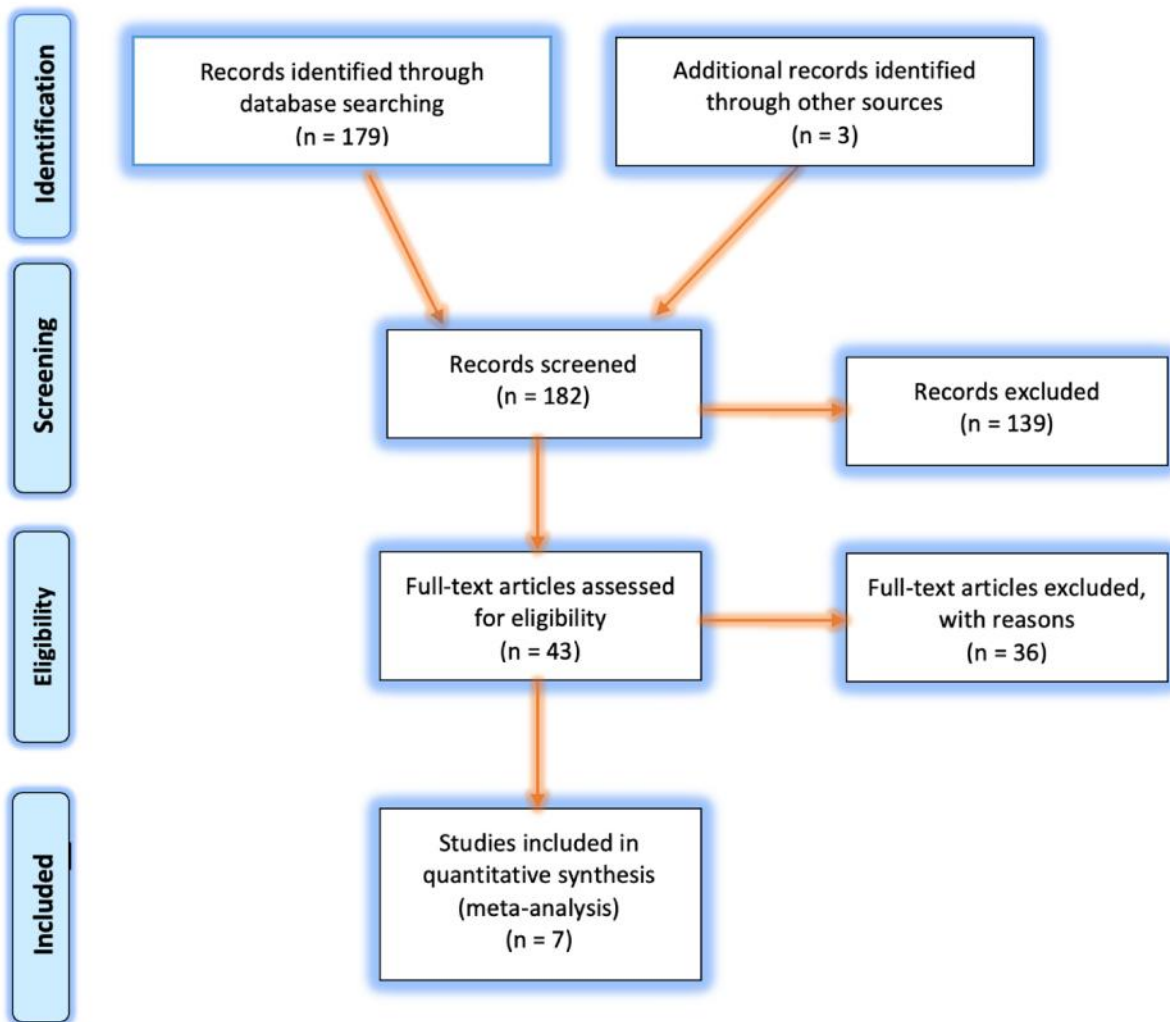 Identification
Records identified through
database searching
(n = 179)
Additional records identified
through other sources
(n = 3)
Screening
Records screened
(n = 182)
Records excluded
(n = 139)
Eligibility
Full-text articles assessed
for eligibility
(n = 43)
Full-text articles excluded,
with reasons
(n = 36)
Included
Studies included in
quantitative synthesis
(meta-analysis)
(n = 7)